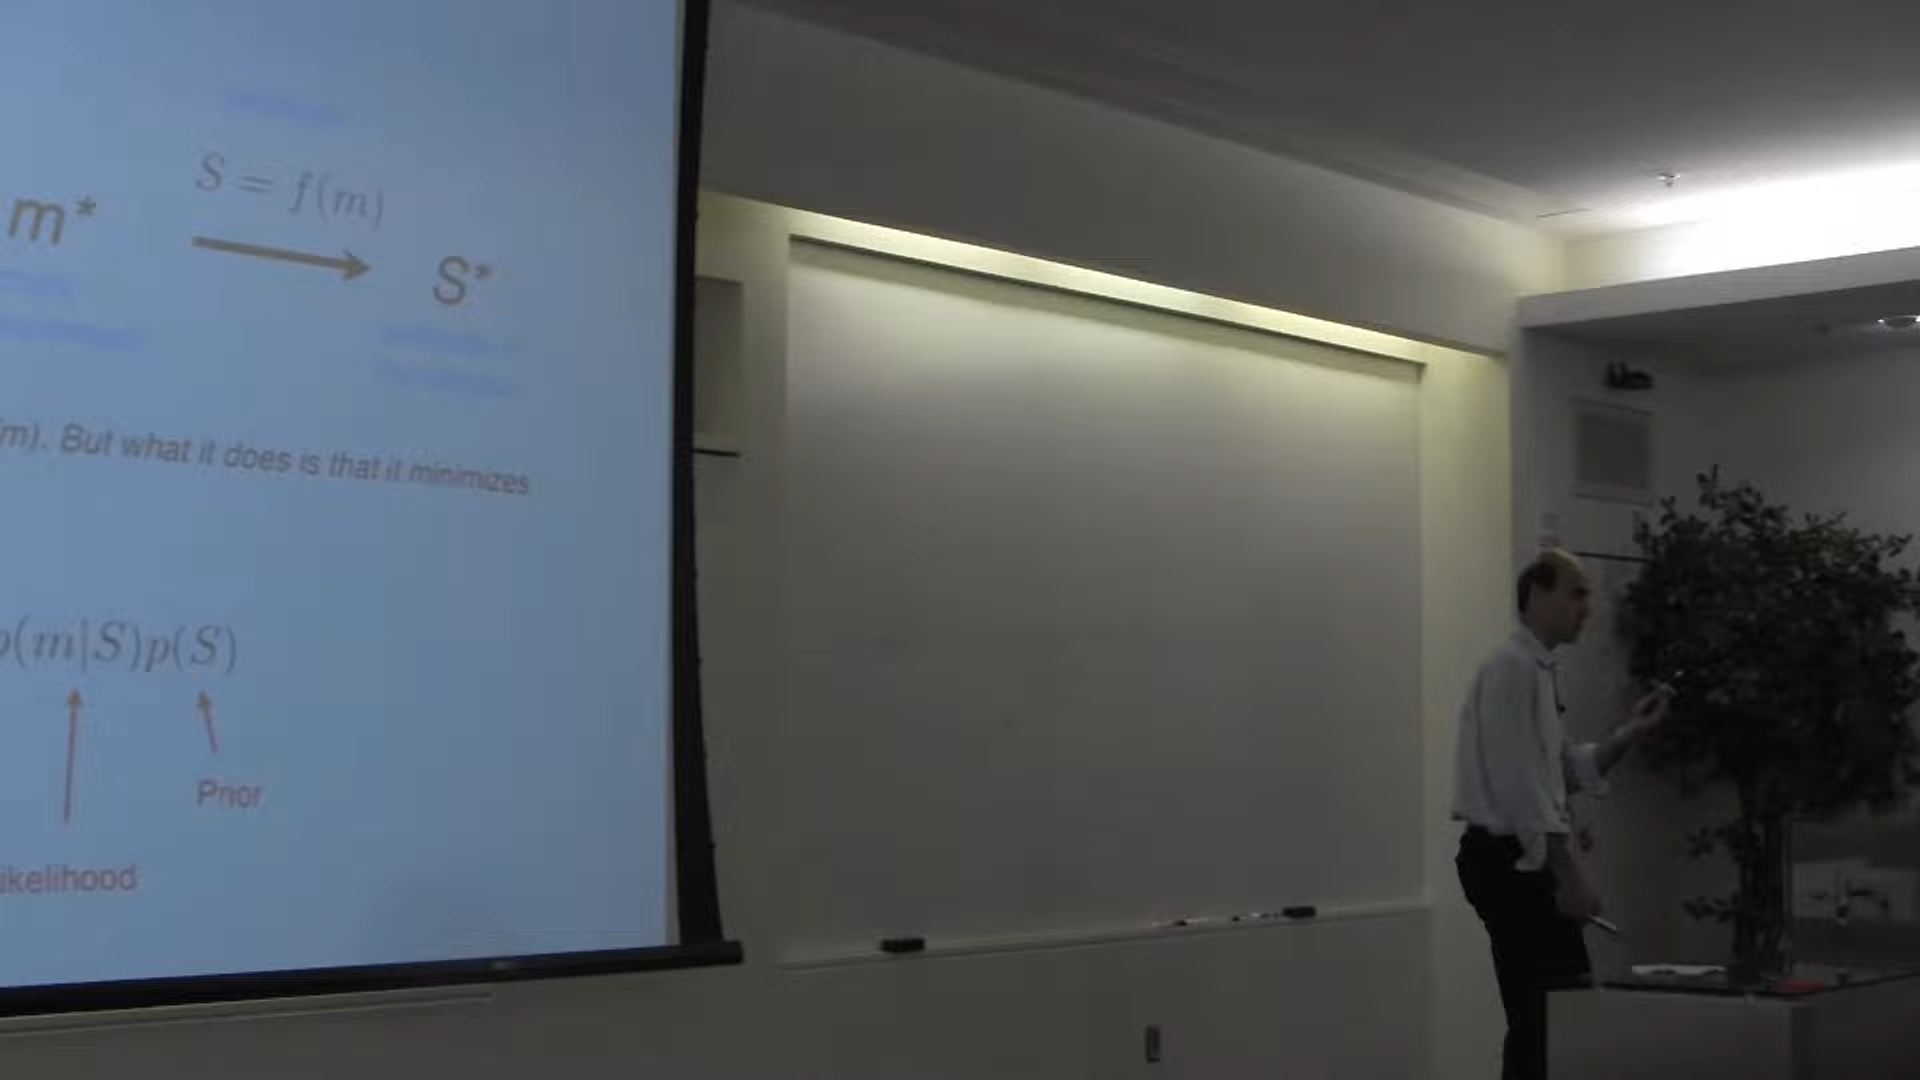 S = f(m)
m* S*
m). But what it does is that it minimizes
(m|S)p(S)
Prior
ikelihood